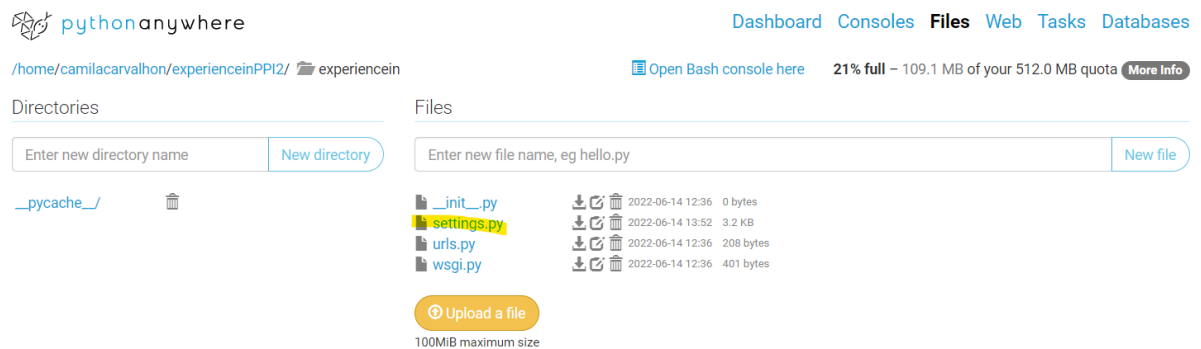 pythonanywhere
Dashboard Consoles Files Web Tasks Databases
/home/camilacarvalhon/experienceinPPI2/ experiencein
Open Bash console here 21% full – 109.1 MB of your 512.0 MB quota More Info
Directories
Files
Enter new directory name New directory
Enter new file name, eg hello.py New file
__pycache__/
__init__.py 2022-06-14 12:36 0 bytes
settings.py 2022-06-14 13:52 3.2 KB
urls.py 2022-06-14 12:36 208 bytes
wsgi.py 2022-06-14 12:36 401 bytes
Upload a file
100MiB maximum size